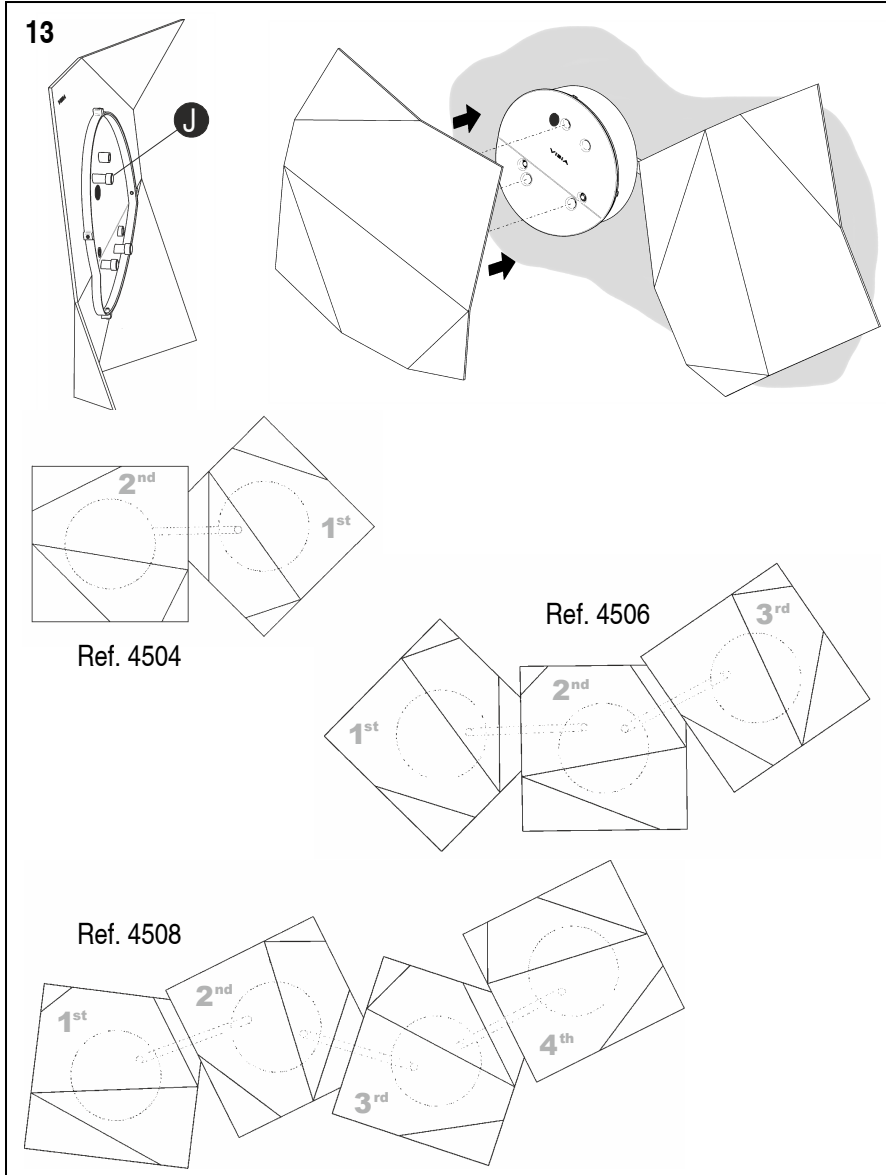 13
J
VIBIA
2nd
1st
Ref. 4504
Ref. 4506
3rd
2nd
1st
Ref. 4508
2nd
1st
3rd
4th